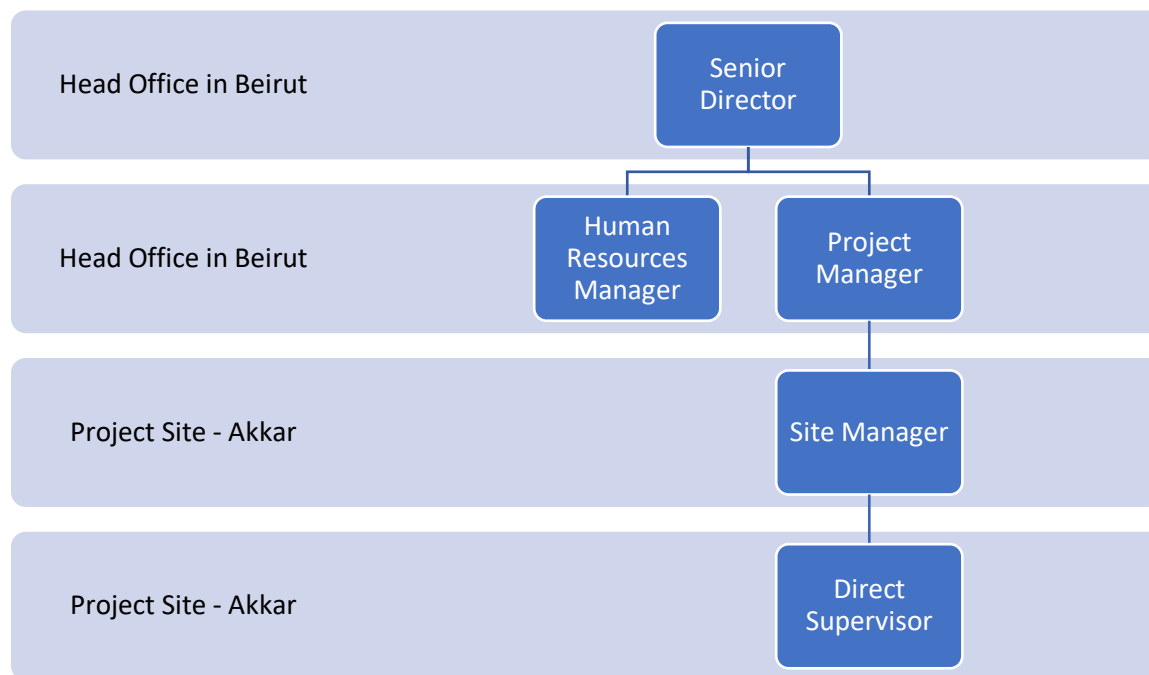 Head Office in Beirut
Senior
Director
Head Office in Beirut
Human
Resources
Manager
Project
Manager
Project Site - Akkar
Site Manager
Project Site - Akkar
Direct
Supervisor